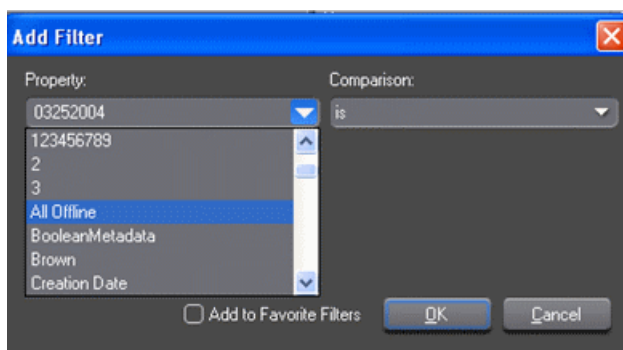 Add Filter
Property:
Comparison:
03252004
is
123456789
2
3
All Offline
BooleanMetadata
Brown
Creation Date
Add to Favorite Filters
OK
Cancel